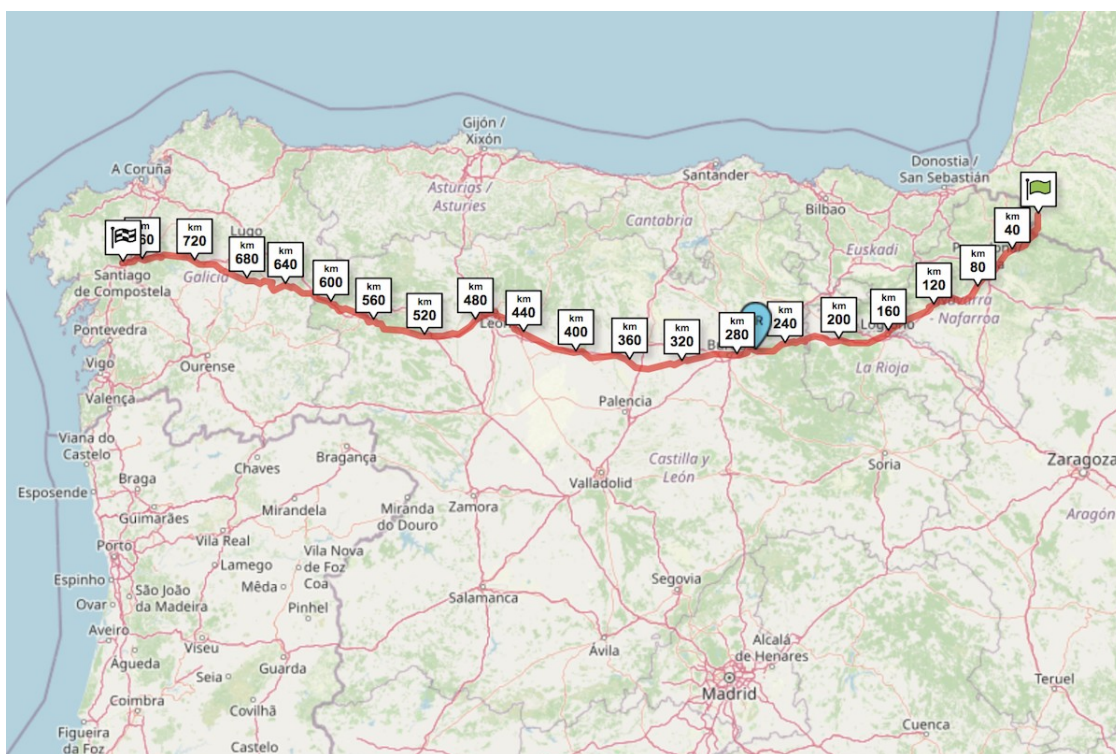 Gijón /
Xixón
A Coruña
Donostia /
San Sebastián
Santander
Asturias /
Asturies
Bilbao
Cantabria
km
40
60
km
720
Lugo
Euskadi
km
680
km
640
km
80
Santiago
de Compostela
Galicia
km
600
km
560
km
520
km
480
km
440
km
120
Navarra
- Nafarroa
km
160
km
200
km
240
R
km
280
km
320
km
360
km
400
Pontevedra
Vigo
Ourense
La Rioja
Valença
Palencia
Viana do
Castelo
Braga
Chaves
Bragança
Castilla y
León
Soria
Zaragoza
Esposende
Guimarães
Mirandela
Miranda
do Douro
Zamora
Valladolid
Aragón
Porto
Vila Real
Lamego
Vila Nova
de Foz
Coa
Espinho
Mêda
Segovia
Ovar
São João
da Madeira
Pinhel
Salamanca
Aveiro
Viseu
Ávila
Alcalá
de Henares
Águeda
Seia
Guarda
Madrid
Teruel
Coimbra
Covilhã
Figueira
da Foz
Castelo
Cuenca